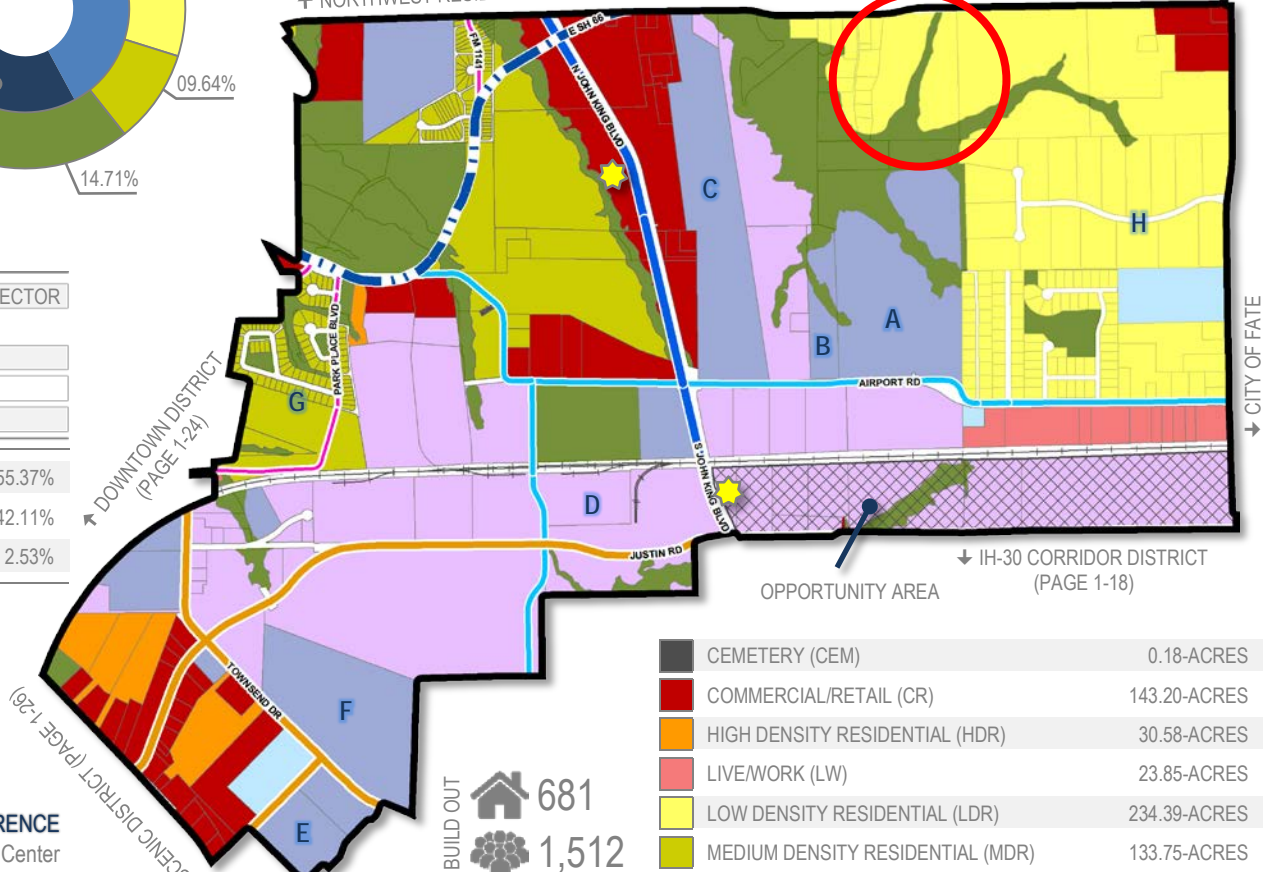 NORTHWEST RESI
09.64%
14.71%
ECTOR
55.37%
42.11%
2.53%
E SH 66
FM 1141
N JOHN KING BLVD
C
H
A
B
AIRPORT RD
PARK PLACE BLVD
G
DOWNTOWN DISTRICT
(PAGE 1-24)
CITY OF FATE
S JOHN KING BLVD
D
JUSTIN RD
OPPORTUNITY AREA
IH-30 CORRIDOR DISTRICT
(PAGE 1-18)
TOWNSEND DR
F
E
SCENIC DISTRICT (PAGE 1-26)
RENCE
Center
BUILD OUT
681
1,512
CEMETERY (CEM) 0.18-ACRES
COMMERCIAL/RETAIL (CR) 143.20-ACRES
HIGH DENSITY RESIDENTIAL (HDR) 30.58-ACRES
LIVE/WORK (LW) 23.85-ACRES
LOW DENSITY RESIDENTIAL (LDR) 234.39-ACRES
MEDIUM DENSITY RESIDENTIAL (MDR) 133.75-ACRES